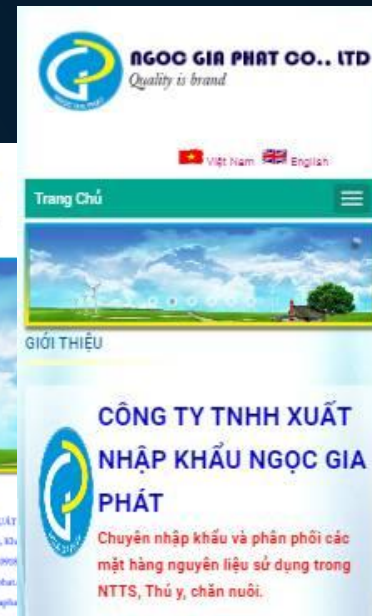 NGOC GIA PHAT CO.. LTD
Quality is brand
Việt Nam English
Trang Chủ
GIỚI THIỆU
CÔNG TY TNHH XUẤT
NHẬP KHẨU NGỌC GIA
PHÁT
Chuyên nhập khẩu và phân phối các
mặt hàng nguyên liệu sử dụng trong
NTTS, Thú y, chăn nuôi.